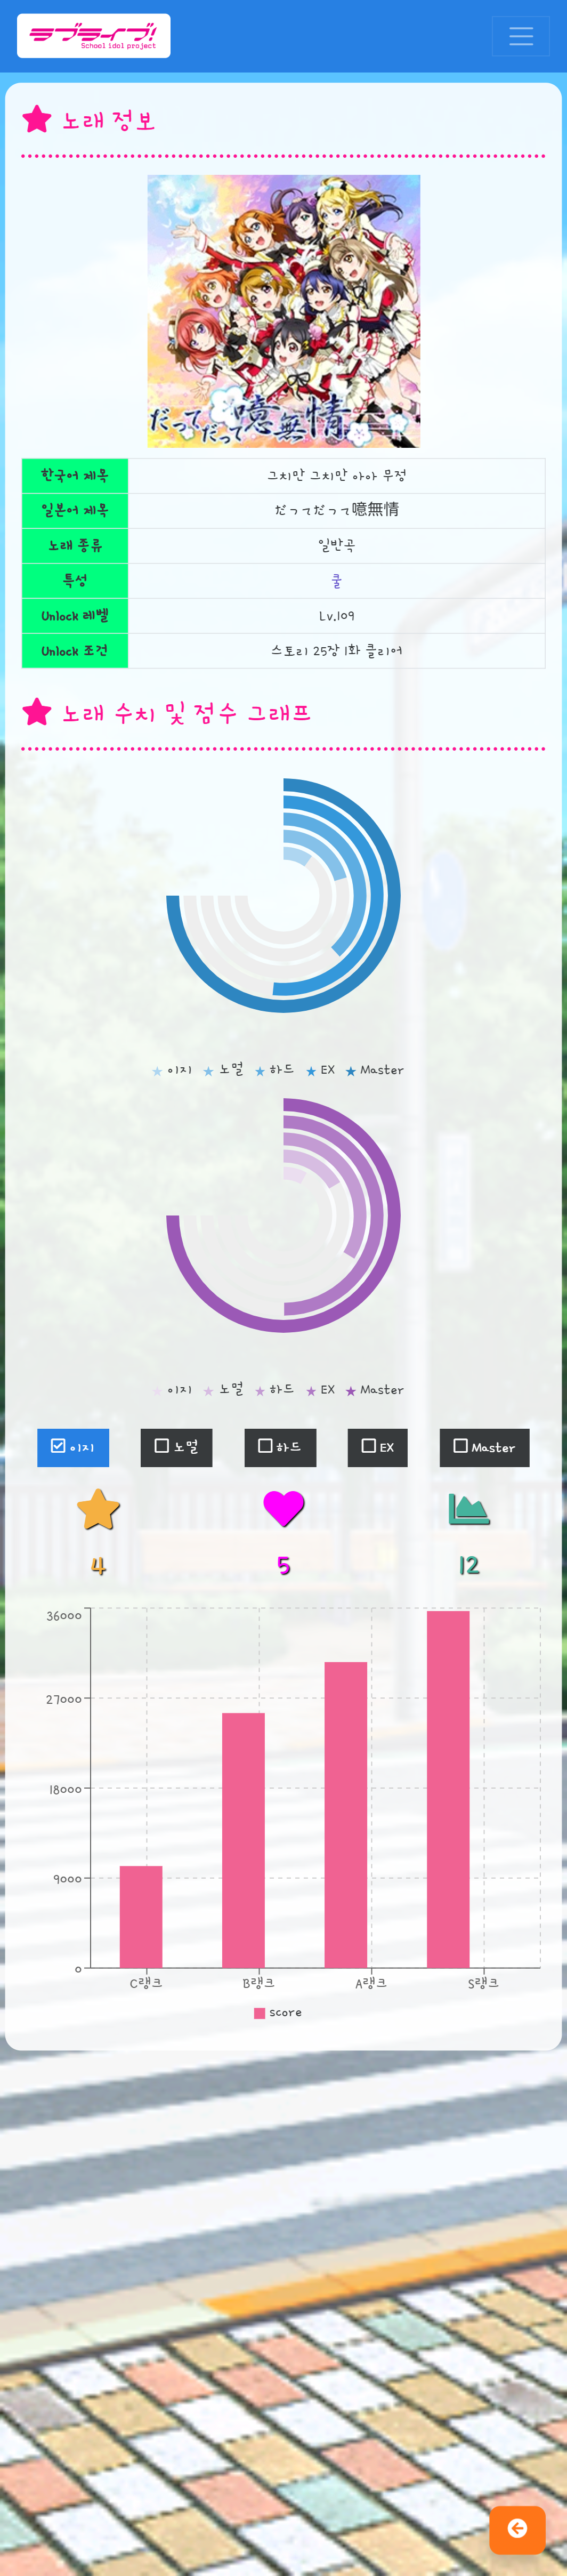 ラブライブ!
School idol project
노래 정보
だってだって
噫無情
한국어 제목 그치만 그치만 아아 무정
일본어 제목 だってだって噫無情
노래 종류 일반곡
특성 쿨
Unlock 레벨 Lv.109
Unlock 조건 스토리 25장 1화 클리어
노래 수치 및 점수 그래프
이지 노멀 하드 EX Master
이지 노멀 하드 EX Master
이지 노멀 하드 EX Master
4 5 12
36000
27000
18000
9000
0
C랭크 B랭크 A랭크 S랭크
score